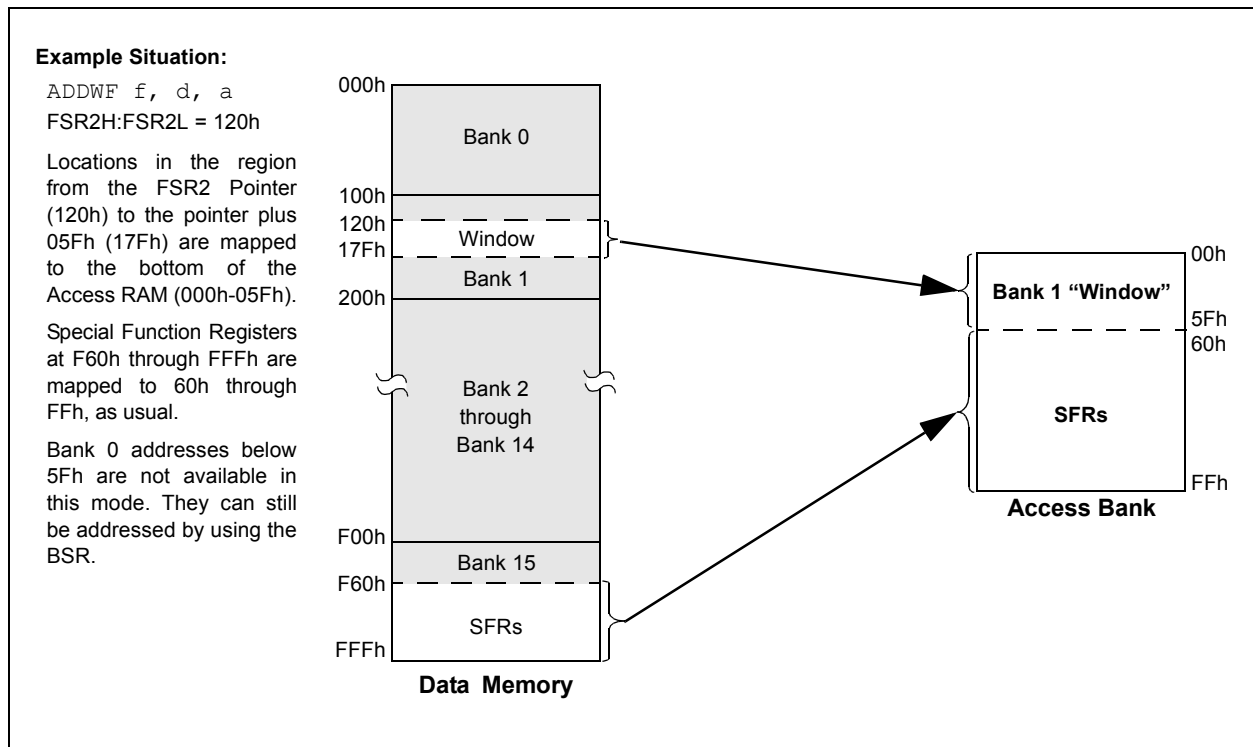 Example Situation:
ADDWF f, d, a
FSR2H:FSR2L = 120h
Locations in the region
from the FSR2 Pointer
(120h) to the pointer plus
05Fh (17Fh) are mapped
to the bottom of the
Access RAM (000h-05Fh).
Special Function Registers
at F60h through FFFh are
mapped to 60h through
FFh, as usual.
Bank 0 addresses below
5Fh are not available in
this mode. They can still
be addressed by using the
BSR.
000h
Bank 0
100h
120h
Window
17Fh
Bank 1
200h
Bank 2
through
Bank 14
F00h
Bank 15
F60h
SFRs
FFFh
Data Memory
00h
Bank 1 “Window”
5Fh
60h
SFRs
FFh
Access Bank